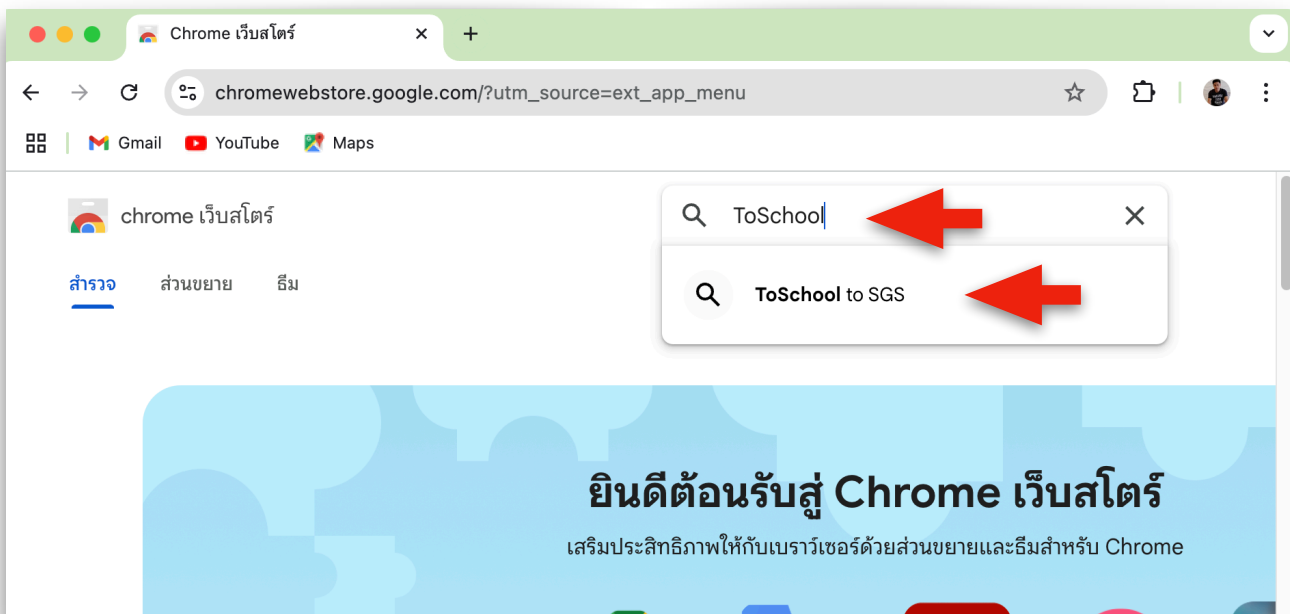 Chrome เว็บสโตร์
chromewebstore.google.com/?utm_source=ext_app_menu
Gmail YouTube Maps
chrome เว็บสโตร์
ToSchool
สำรวจ ส่วนขยาย ธีม
ToSchool to SGS
ยินดีต้อนรับสู่ Chrome เว็บสโตร์
เสริมประสิทธิภาพให้กับเบราว์เซอร์ด้วยส่วนขยายและธีมสำหรับ Chrome